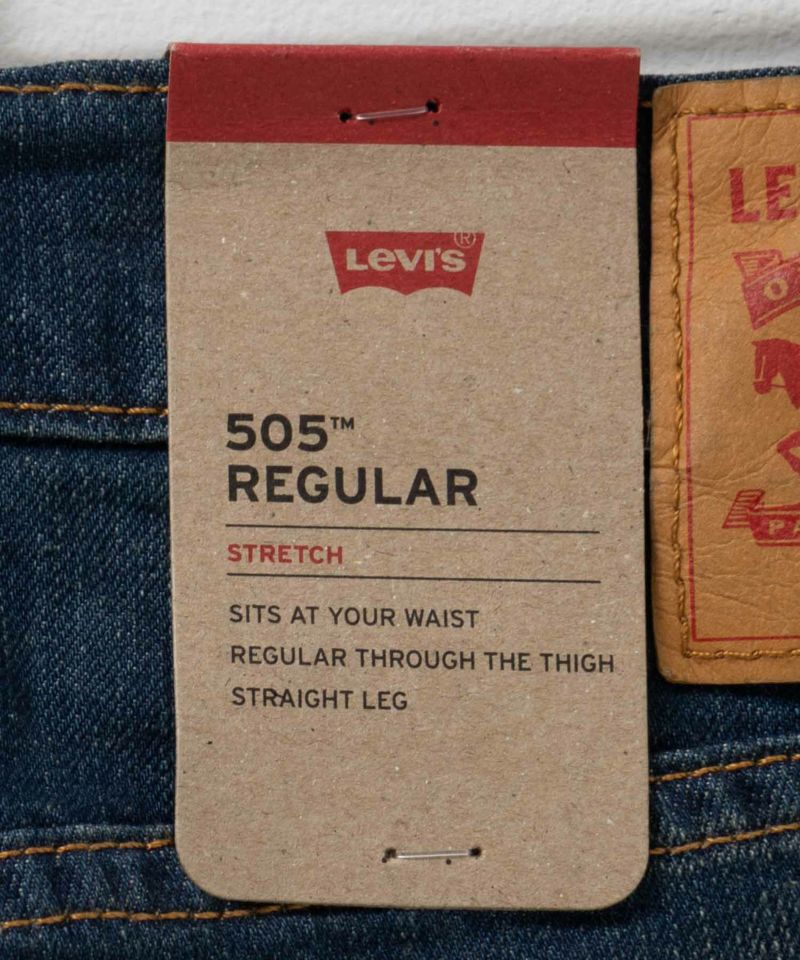 LEVI'S®
505™
REGULAR
STRETCH
SITS AT YOUR WAIST
REGULAR THROUGH THE THIGH
STRAIGHT LEG